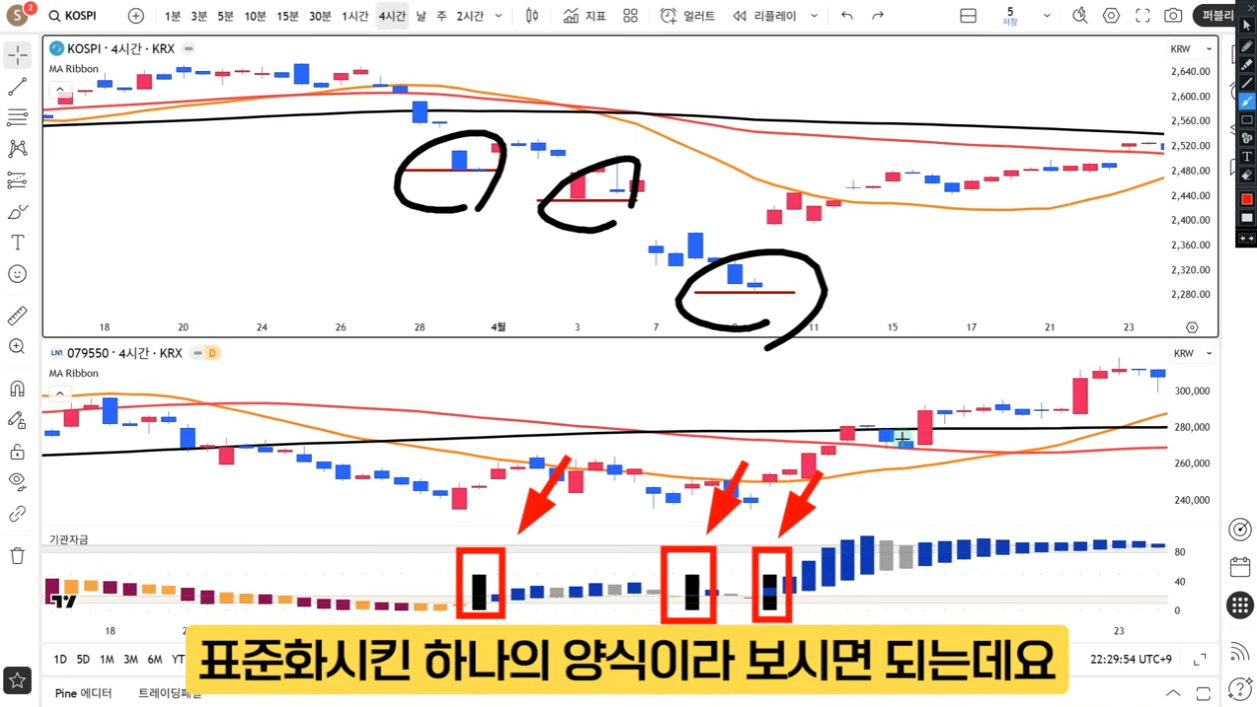 S 2 KOSPI 1분 3분 5분 10분 15분 30분 1시간 4시간 날 주 2시간 지표 얼러트 리플레이 5 저장 퍼블리
KOSPI · 4시간 · KRX
KRW
MA Ribbon
2,640.00
2,600.00
2,560.00
2,520.00
2,480.00
2,440.00
2,400.00
2,360.00
2,320.00
2,280.00
18 20 24 26 28 4월 3 7 9 11 15 17 21 23
LN1 079550 · 4시간 · KRX D
KRW
MA Ribbon
300,000
280,000
260,000
240,000
기관자금
80
40
0
18 23
표준화시킨 하나의 양식이라 보시면 되는데요
1D 5D 1M 3M 6M YT
22:29:54 UTC+9
Pine 에디터 트레이딩패널